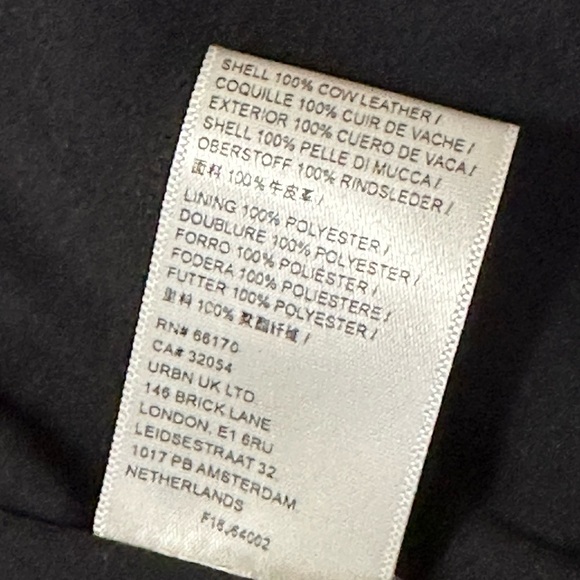 SHELL 100% COW LEATHER /
COQUILLE 100% CUIR DE VACHE /
EXTERIOR 100% CUERO DE VACA /
SHELL 100% PELLE DI MUCCA /
OBERSTOFF 100% RINDSLEDER /
面料 100% 牛皮革 /
LINING 100% POLYESTER /
DOUBLURE 100% POLYESTER /
FORRO 100% POLIÉSTER /
FODERA 100% POLIESTERE /
FUTTER 100% POLYESTER /
里料 100% 聚酯纤维 /
RN# 66170
CA# 32054
URBN UK LTD
146 BRICK LANE
LONDON, E1 6RU
LEIDSESTRAAT 32
1017 PB AMSTERDAM
NETHERLANDS
F18 /64002